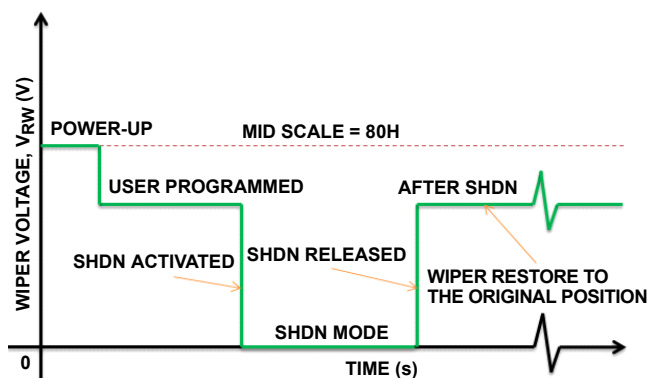 WIPER VOLTAGE, VRW (V)
POWER-UP
MID SCALE = 80H
USER PROGRAMMED
AFTER SHDN
SHDN ACTIVATED
SHDN RELEASED
WIPER RESTORE TO
THE ORIGINAL POSITION
SHDN MODE
0
TIME (s)